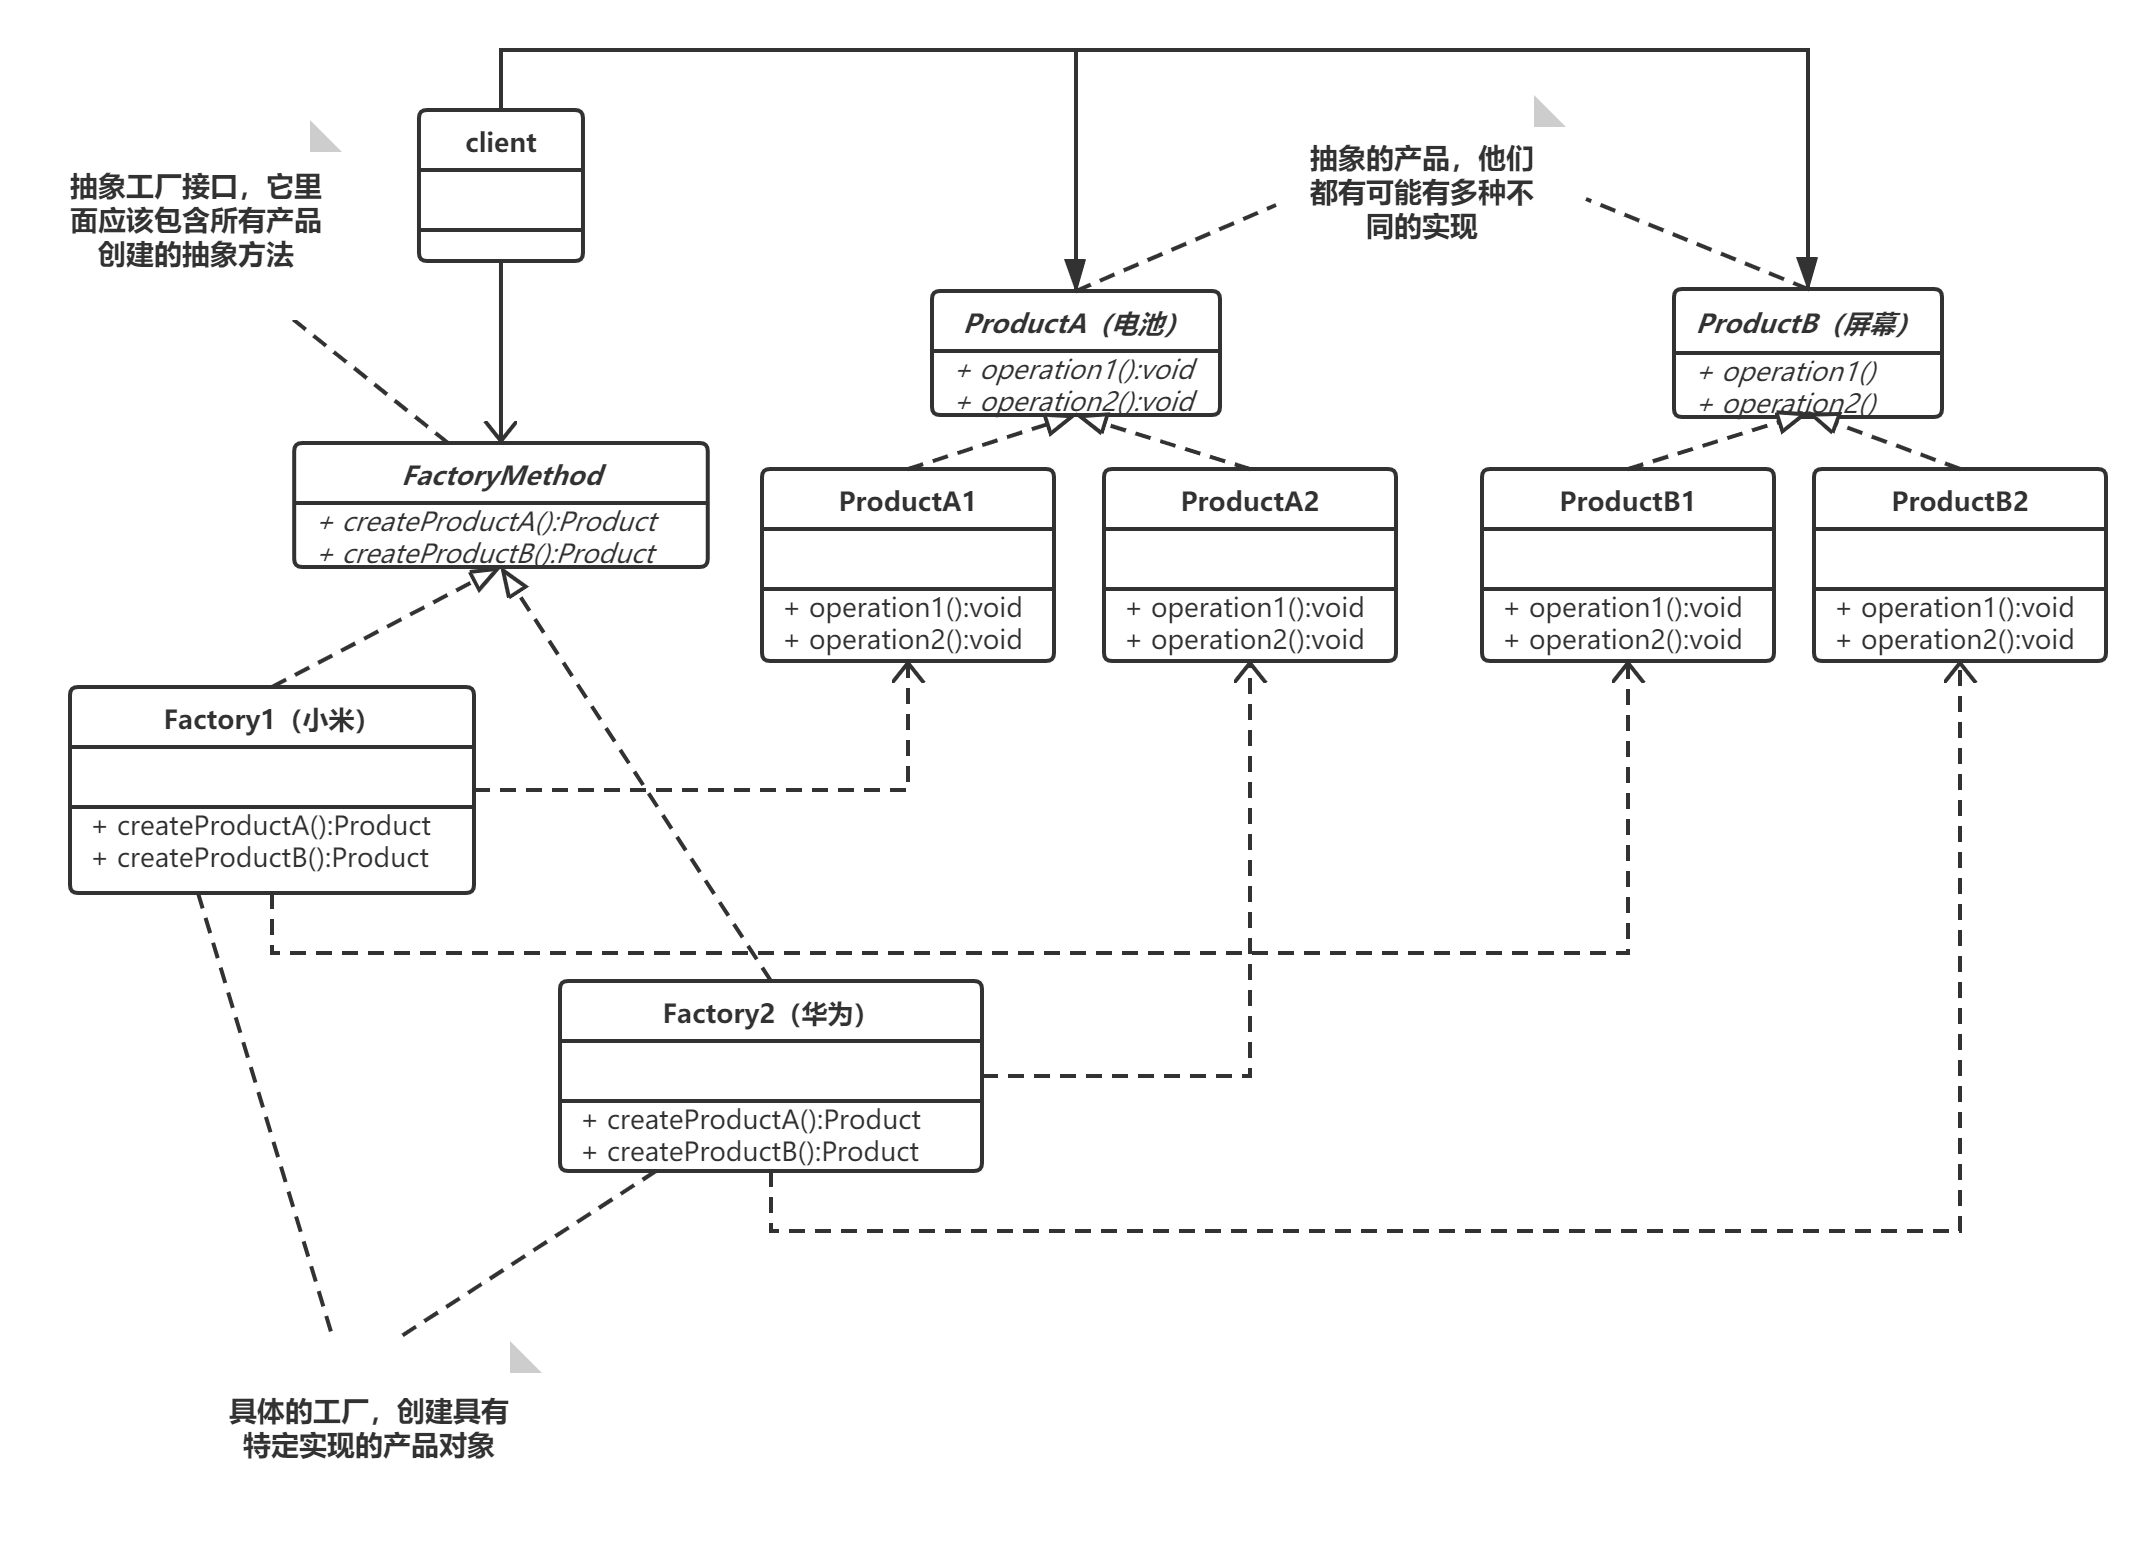 client
抽象工厂接口，它里
面应该包含所有产品
创建的抽象方法
抽象的产品，他们
都有可能有多种不
同的实现
ProductA（电池）
+ operation1():void
+ operation2():void
ProductB（屏幕）
+ operation1()
+ operation2()
FactoryMethod
+ createProductA():Product
+ createProductB():Product
ProductA1
+ operation1():void
+ operation2():void
ProductA2
+ operation1():void
+ operation2():void
ProductB1
+ operation1():void
+ operation2():void
ProductB2
+ operation1():void
+ operation2():void
Factory1（小米）
+ createProductA():Product
+ createProductB():Product
Factory2（华为）
+ createProductA():Product
+ createProductB():Product
具体的工厂，创建具有
特定实现的产品对象